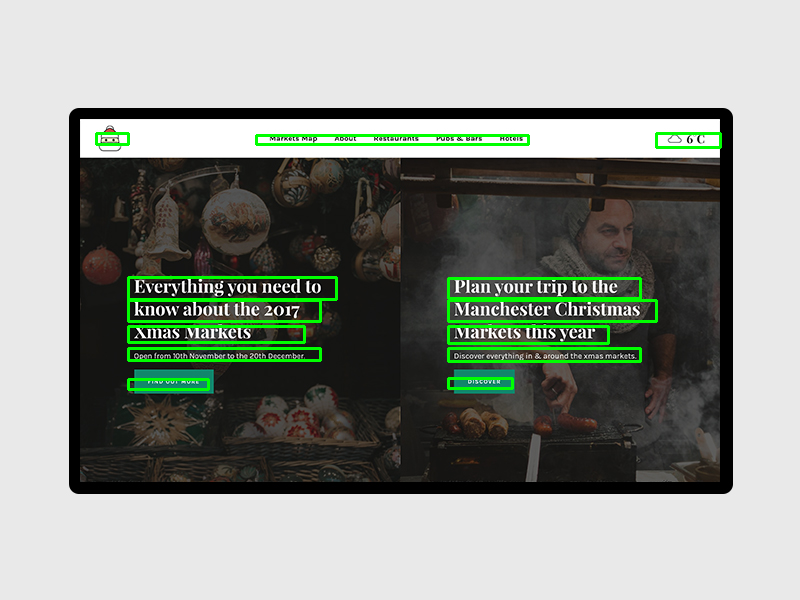 Markets Map About Restaurants Pubs & Bars Hotels
6 C
Everything you need to
know about the 2017
Xmas Markets
Open from 10th November to the 20th December.
FIND OUT MORE
Plan your trip to the
Manchester Christmas
Markets this year
Discover everything in & around the xmas markets.
DISCOVER